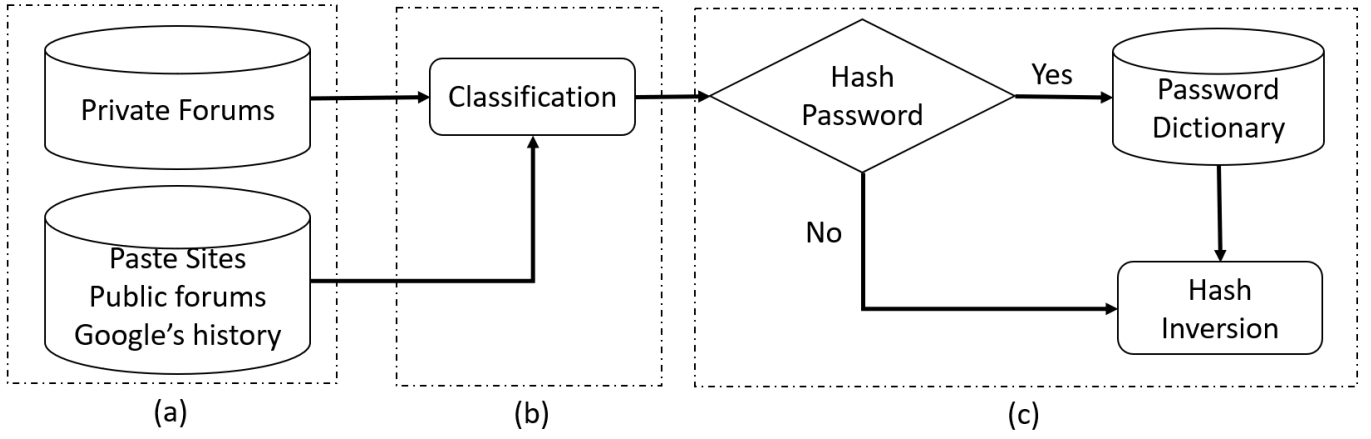 Private Forums
Paste Sites
Public forums
Google's history
(a)
Classification
(b)
Hash
Password
Yes
No
Password
Dictionary
Hash
Inversion
(c)